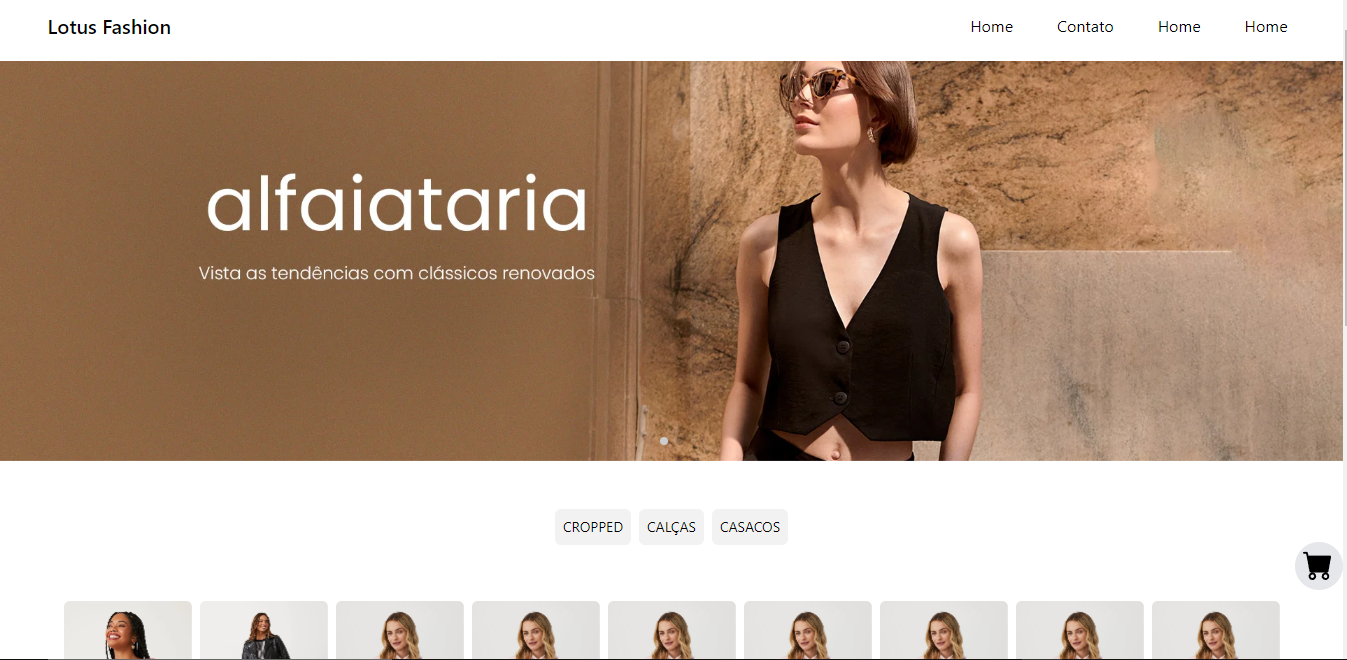 Lotus Fashion
Home Contato Home Home
alfaiataria
Vista as tendências com clássicos renovados
CROPPED CALÇAS CASACOS